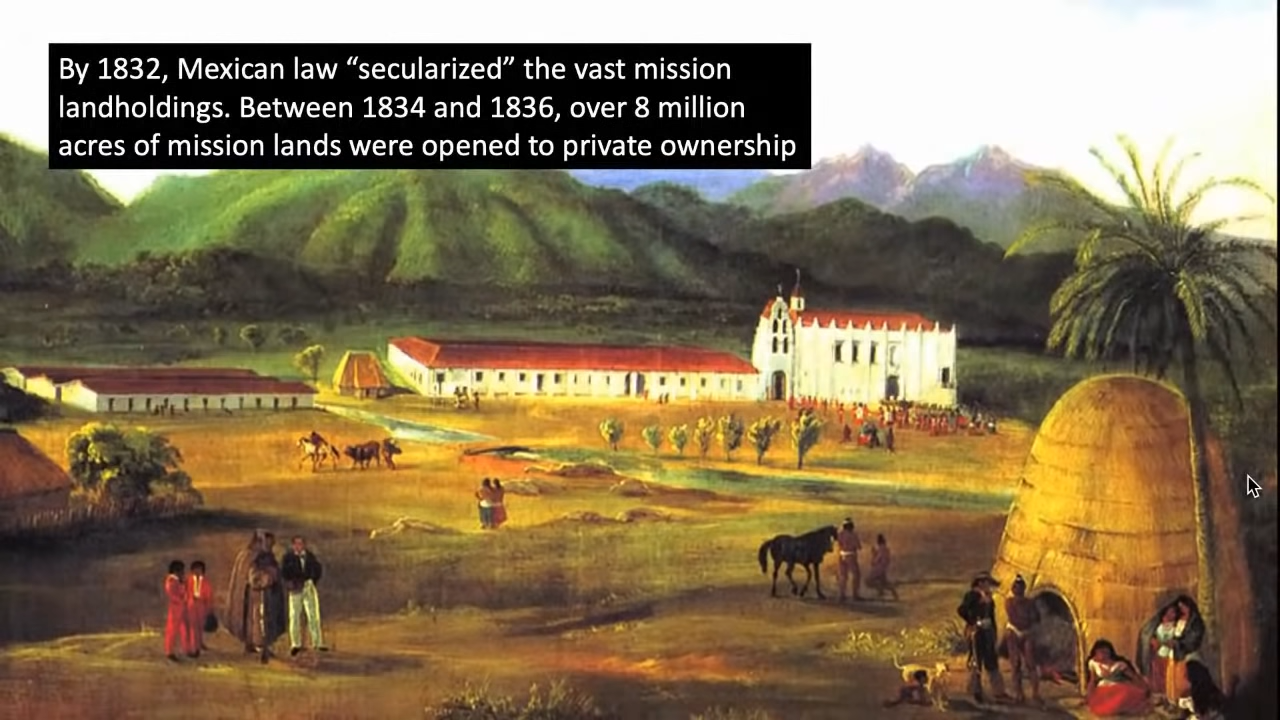 By 1832, Mexican law “secularized” the vast mission
landholdings. Between 1834 and 1836, over 8 million
acres of mission lands were opened to private ownership